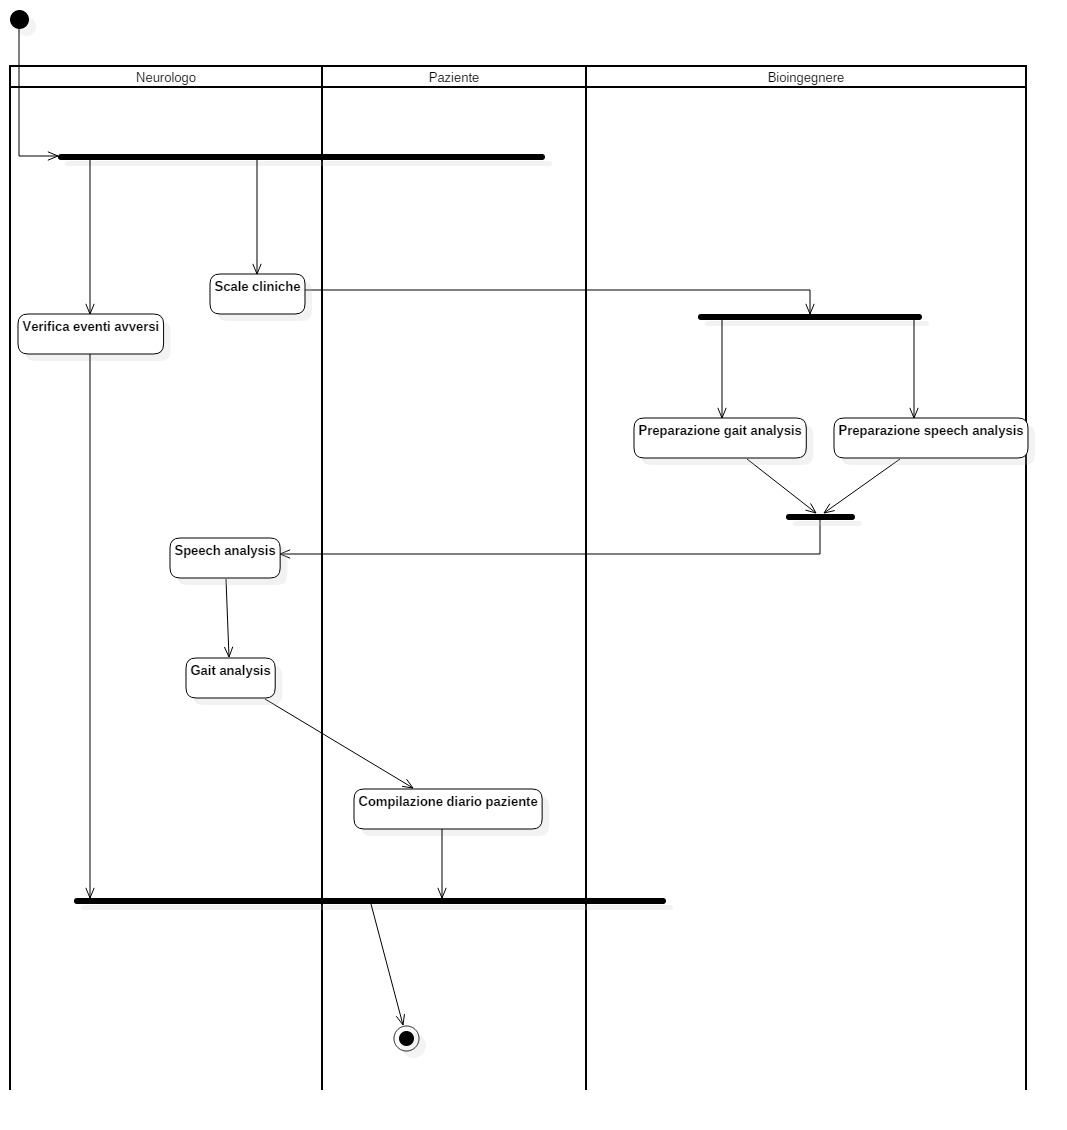 Neurologo
Paziente
Bioingegnere
Scale cliniche
Verifica eventi avversi
Preparazione gait analysis
Preparazione speech analysis
Speech analysis
Gait analysis
Compilazione diario paziente